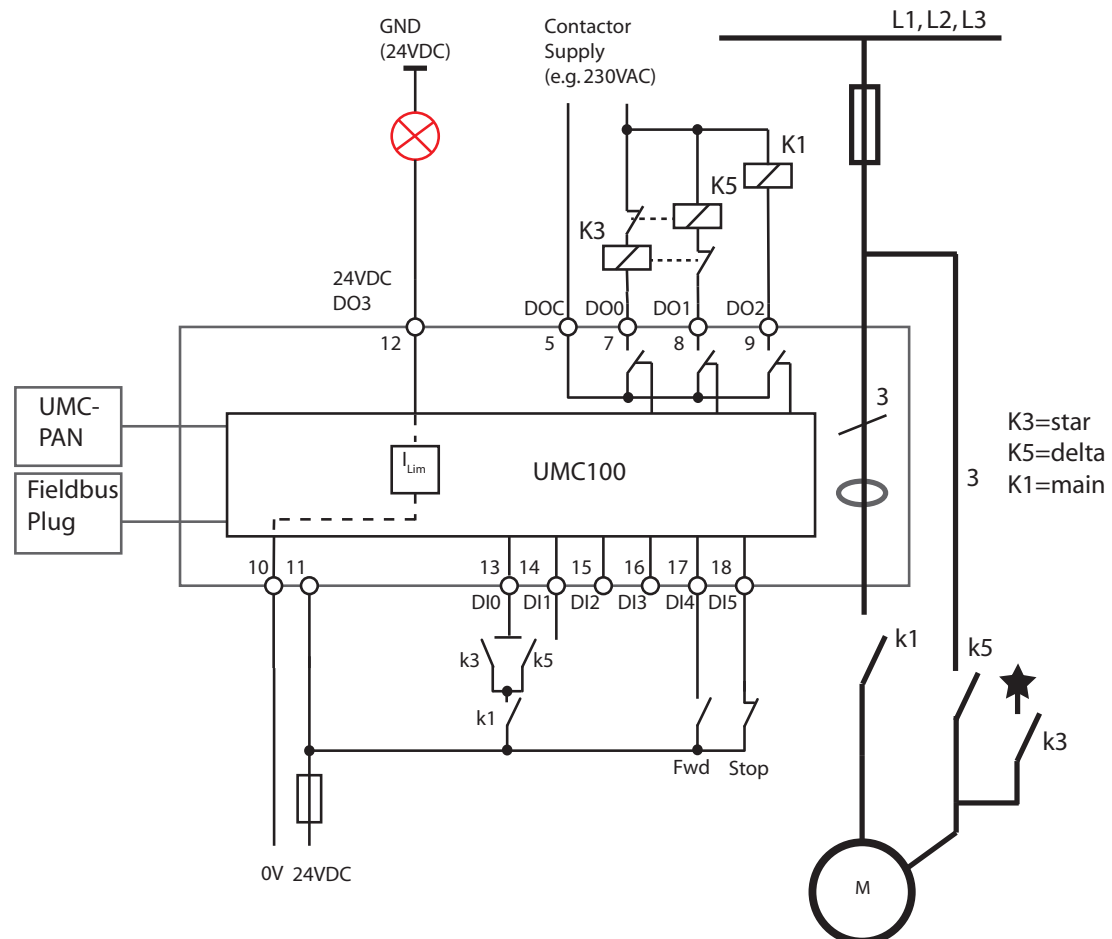 GND
(24VDC)
Contactor
Supply
(e.g. 230VAC)
L1, L2, L3
K1
K5
K3
24VDC
DO3
DOC
DO0
DO1
DO2
12
5
7
8
9
UMC-
PAN
Fieldbus
Plug
I Lim
UMC100
3
3
K3=star
K5=delta
K1=main
10
11
13
14
15
16
17
18
DI0
DI1
DI2
DI3
DI4
DI5
k3
k5
k1
k1
k5
k3
Fwd
Stop
0V
24VDC
M